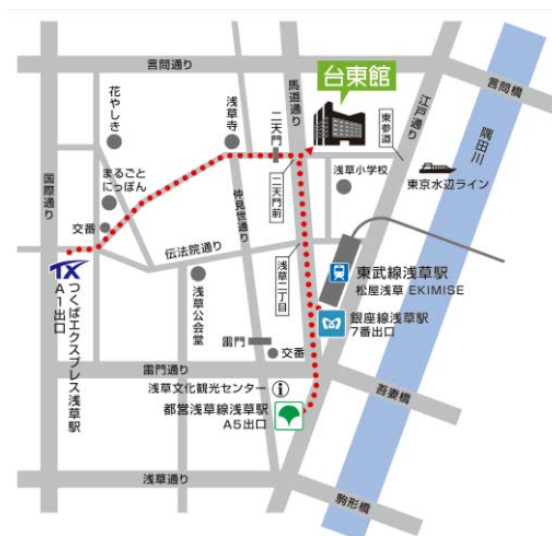 言問通り
台東館
馬道通り
江戸通り
言問橋
花やしき
浅草寺
二天門
東参道
隅田川
国際通り
まるごと
にっぽん
二天門前
浅草小学校
東京水辺ライン
交番
仲見世通り
伝法院通り
浅草二丁目
TX
つくばエクスプレス浅草駅
A1出口
浅草公会堂
東武線浅草駅
松屋浅草 EKIMISE
銀座線浅草駅
7番出口
雷門
交番
雷門通り
浅草文化観光センター
吾妻橋
都営浅草線浅草駅
A5出口
浅草通り
駒形橋